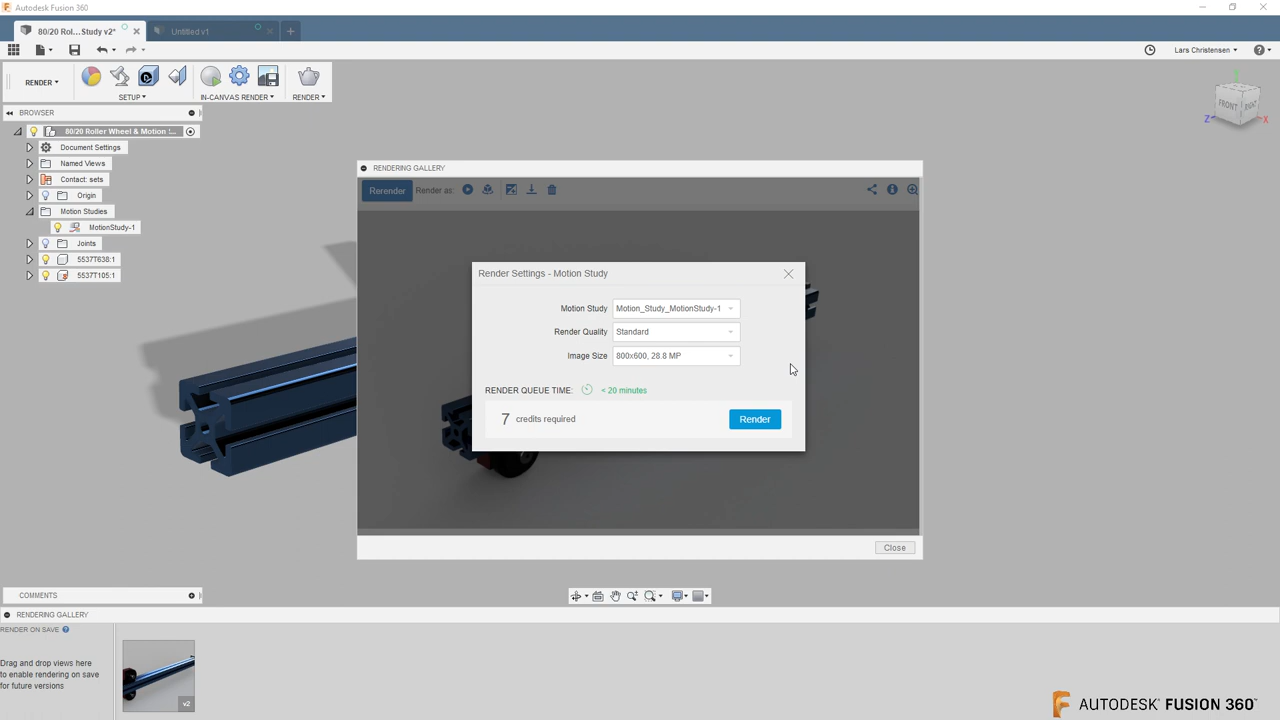 Autodesk Fusion 360
80/20 Rol...Study v2*
Untitled v1
Lars Christensen
RENDER
SETUP
IN-CANVAS RENDER
RENDER
BROWSER
80/20 Roller Wheel & Motion S...
Document Settings
Named Views
Contact: sets
Origin
Motion Studies
MotionStudy-1
Joints
5537T638:1
5537T105:1
FRONT
RIGHT
Z
X
RENDERING GALLERY
Rerender
Render as:
Render Settings - Motion Study
Motion Study
Motion_Study_MotionStudy-1
Render Quality
Standard
Image Size
800x600, 28.8 MP
RENDER QUEUE TIME:
< 20 minutes
7 credits required
Render
Close
COMMENTS
RENDERING GALLERY
RENDER ON SAVE
Drag and drop views here
to enable rendering on save
for future versions
v2
AUTODESK® FUSION 360™